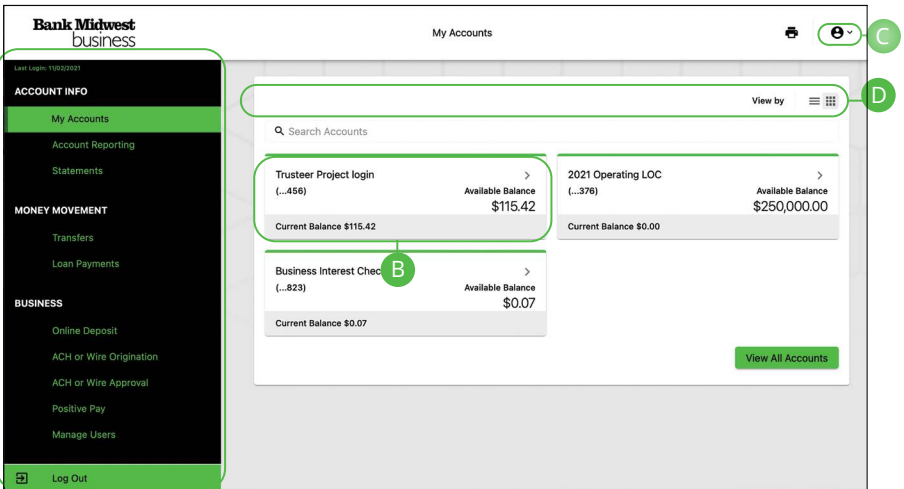 Bank Midwest
business
My Accounts
C
Last Login: 11/03/2021
ACCOUNT INFO
My Accounts
Account Reporting
Statements
MONEY MOVEMENT
Transfers
Loan Payments
BUSINESS
Online Deposit
ACH or Wire Origination
ACH or Wire Approval
Positive Pay
Manage Users
Log Out
View by
D
Search Accounts
Trusteer Project login
(...456)
Available Balance
$115.42
Current Balance $115.42
B
2021 Operating LOC
(...376)
Available Balance
$250,000.00
Current Balance $0.00
Business Interest Chec
(...823)
Available Balance
$0.07
Current Balance $0.07
View All Accounts